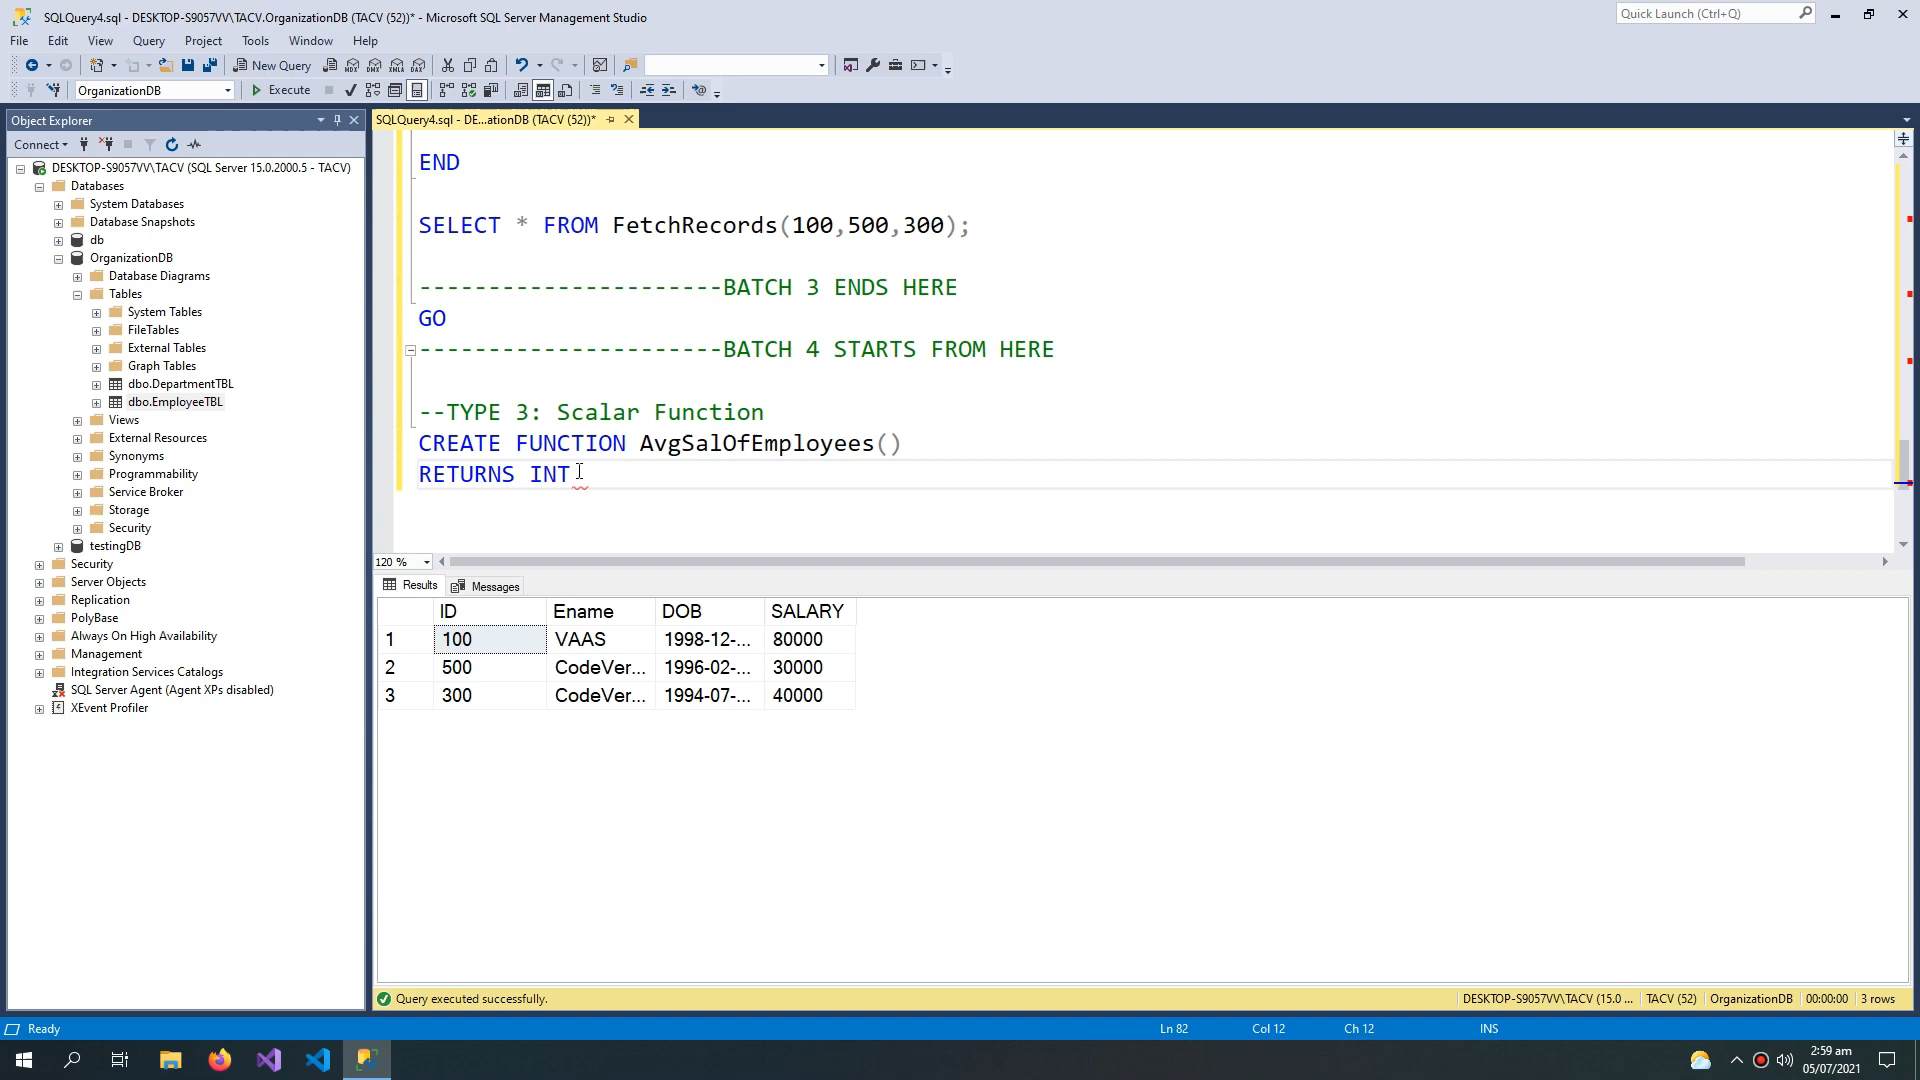 SQLQuery4.sql - DESKTOP-S9057VV\TACV.OrganizationDB (TACV (52))* - Microsoft SQL Server Management Studio
Quick Launch (Ctrl+Q)
File Edit View Query Project Tools Window Help
New Query
MDX DMX XMLA DAX
OrganizationDB
Execute
Object Explorer
SQLQuery4.sql - DE...ationDB (TACV (52))*
Connect
DESKTOP-S9057VV\TACV (SQL Server 15.0.2000.5 - TACV)
Databases
System Databases
Database Snapshots
db
OrganizationDB
Database Diagrams
Tables
System Tables
FileTables
External Tables
Graph Tables
dbo.DepartmentTBL
dbo.EmployeeTBL
Views
External Resources
Synonyms
Programmability
Service Broker
Storage
Security
testingDB
Security
Server Objects
Replication
PolyBase
Always On High Availability
Management
Integration Services Catalogs
SQL Server Agent (Agent XPs disabled)
XEvent Profiler
END
SELECT * FROM FetchRecords(100,500,300);
----------------------BATCH 3 ENDS HERE
GO
----------------------BATCH 4 STARTS FROM HERE
--TYPE 3: Scalar Function
CREATE FUNCTION AvgSalOfEmployees()
RETURNS INT
120 %
Results Messages
ID Ename DOB SALARY
1 100 VAAS 1998-12-... 80000
2 500 CodeVer... 1996-02-... 30000
3 300 CodeVer... 1994-07-... 40000
Query executed successfully.
DESKTOP-S9057VV\TACV (15.0 ... TACV (52) OrganizationDB 00:00:00 3 rows
Ready
Ln 82 Col 12 Ch 12 INS
2:59 am
05/07/2021